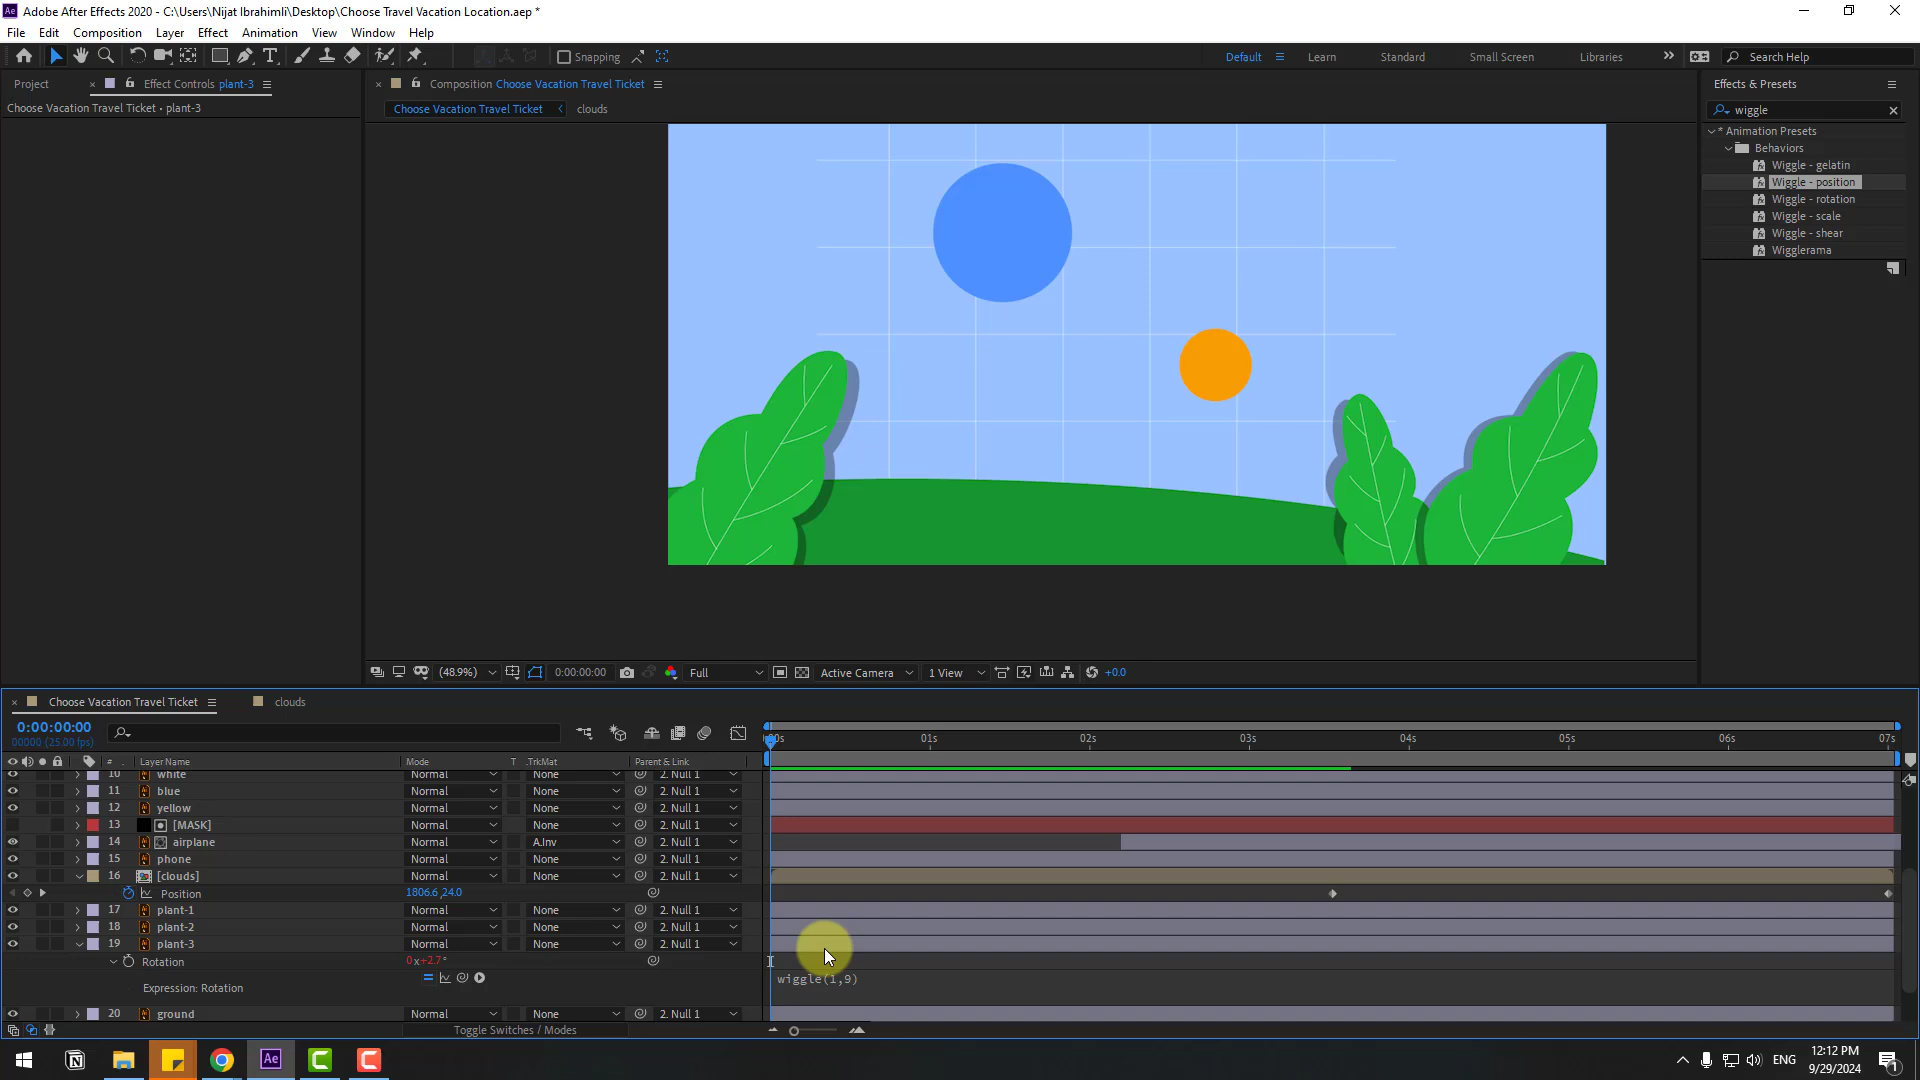 Adobe After Effects 2020 - C:\Users\Nijat Ibrahimli\Desktop\Choose Travel Vacation Location.aep *
File Edit Composition Layer Effect Animation View Window Help
Snapping Default Learn Standard Small Screen Libraries Search Help
Project Effect Controls plant-3
Choose Vacation Travel Ticket • plant-3
Composition Choose Vacation Travel Ticket
Choose Vacation Travel Ticket clouds
Effects & Presets
wiggle
* Animation Presets
Behaviors
Wiggle - gelatin
Wiggle - position
Wiggle - rotation
Wiggle - scale
Wiggle - shear
Wigglerama
(48.9%) 0:00:00:00 Full Active Camera 1 View +0.0
Choose Vacation Travel Ticket clouds
0:00:00:00
00000 (25.00 fps)
01s 02s 03s 04s 05s 06s 07s
# Layer Name Mode T .TrkMat Parent & Link
10 white Normal None 2. Null 1
11 blue Normal None 2. Null 1
12 yellow Normal None 2. Null 1
13 [MASK] Normal None 2. Null 1
14 airplane Normal A.Inv 2. Null 1
15 phone Normal None 2. Null 1
16 [clouds] Normal None 2. Null 1
Position 1806.6,24.0
17 plant-1 Normal None 2. Null 1
18 plant-2 Normal None 2. Null 1
19 plant-3 Normal None 2. Null 1
Rotation 0x+2.7°
Expression: Rotation wiggle(1,9)
20 ground Normal None 2. Null 1
Toggle Switches / Modes
Ae ENG 12:12 PM
9/29/2024
1